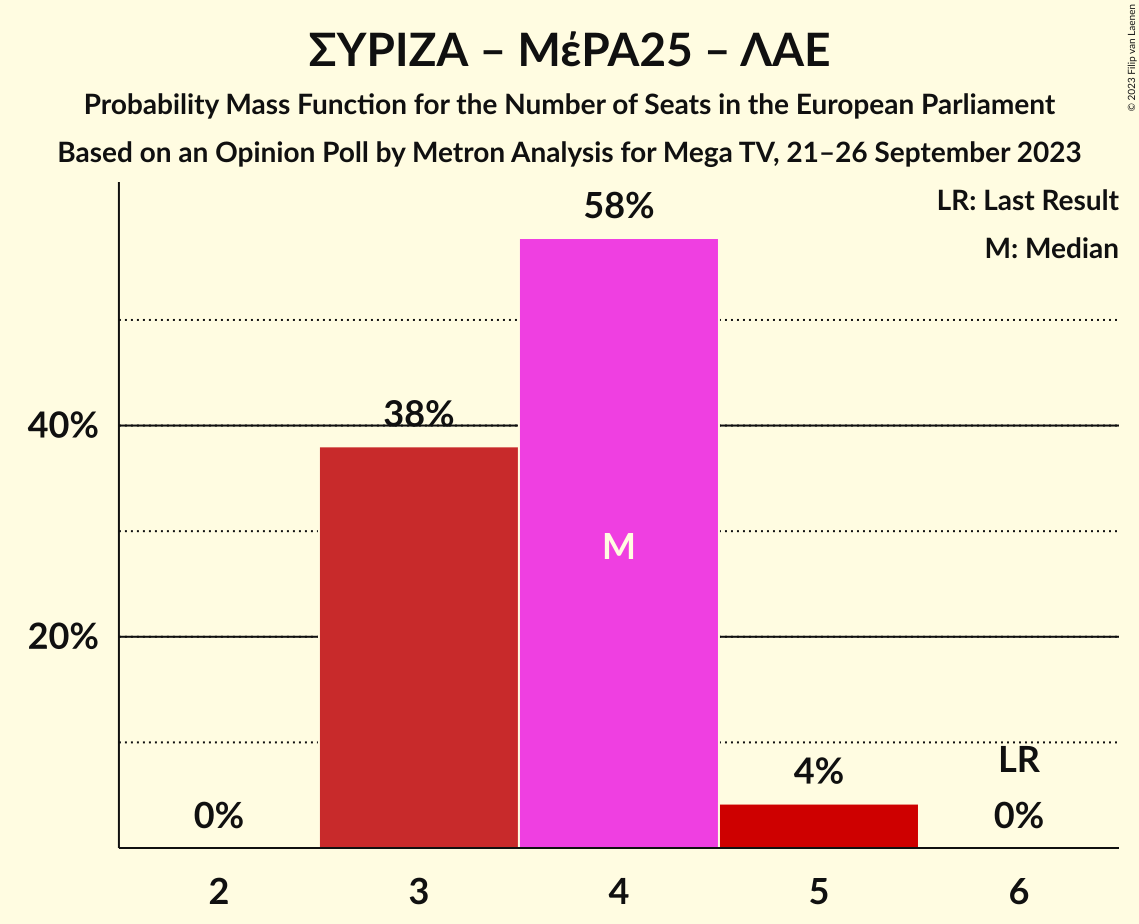 ΣΥΡΙΖΑ – ΜέΡΑ25 – ΛΑΕ
Probability Mass Function for the Number of Seats in the European Parliament
Based on an Opinion Poll by Metron Analysis for Mega TV, 21–26 September 2023
© 2023 Filip van Laenen
LR: Last Result
M: Median
58%
40%
38%
M
20%
LR
4%
0%
0%
2
3
4
5
6